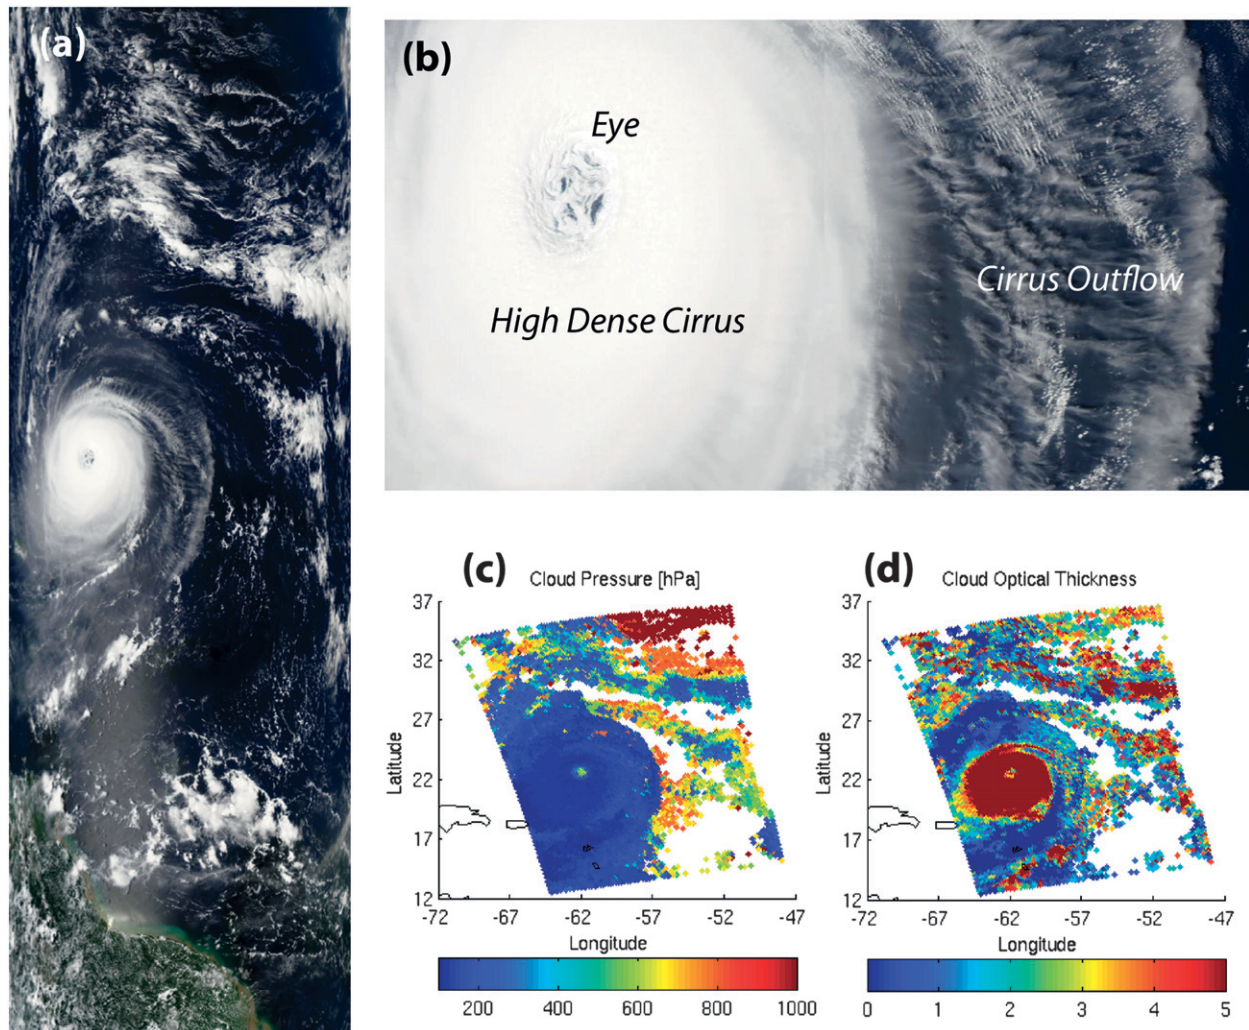 (a)
(b)
Eye
High Dense Cirrus
Cirrus Outflow
(c)
Cloud Pressure [hPa]
37
32
27
22
17
12
Latitude
-72 -67 -62 -57 -52 -47
Longitude
200 400 600 800 1000
(d)
Cloud Optical Thickness
37
32
27
22
17
12
Latitude
-72 -67 -62 -57 -52 -47
Longitude
0 1 2 3 4 5